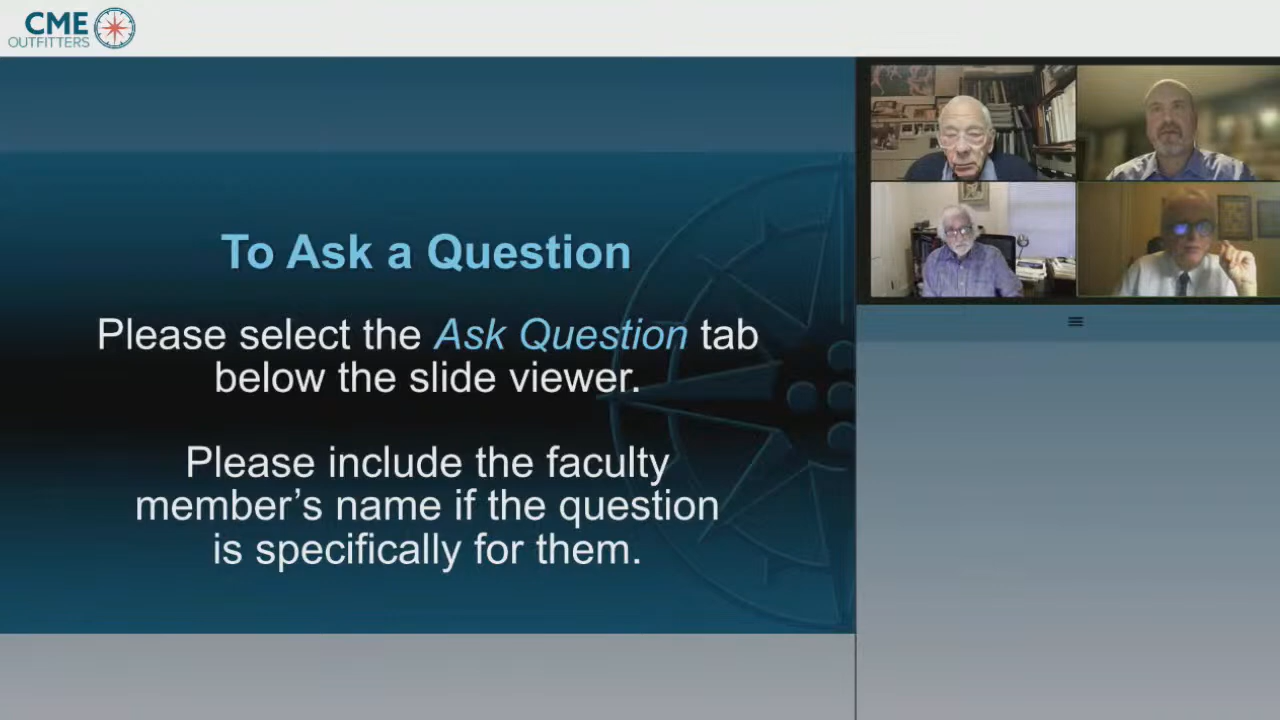 CME
OUTFITTERS
To Ask a Question
Please select the Ask Question tab
below the slide viewer.
Please include the faculty
member’s name if the question
is specifically for them.